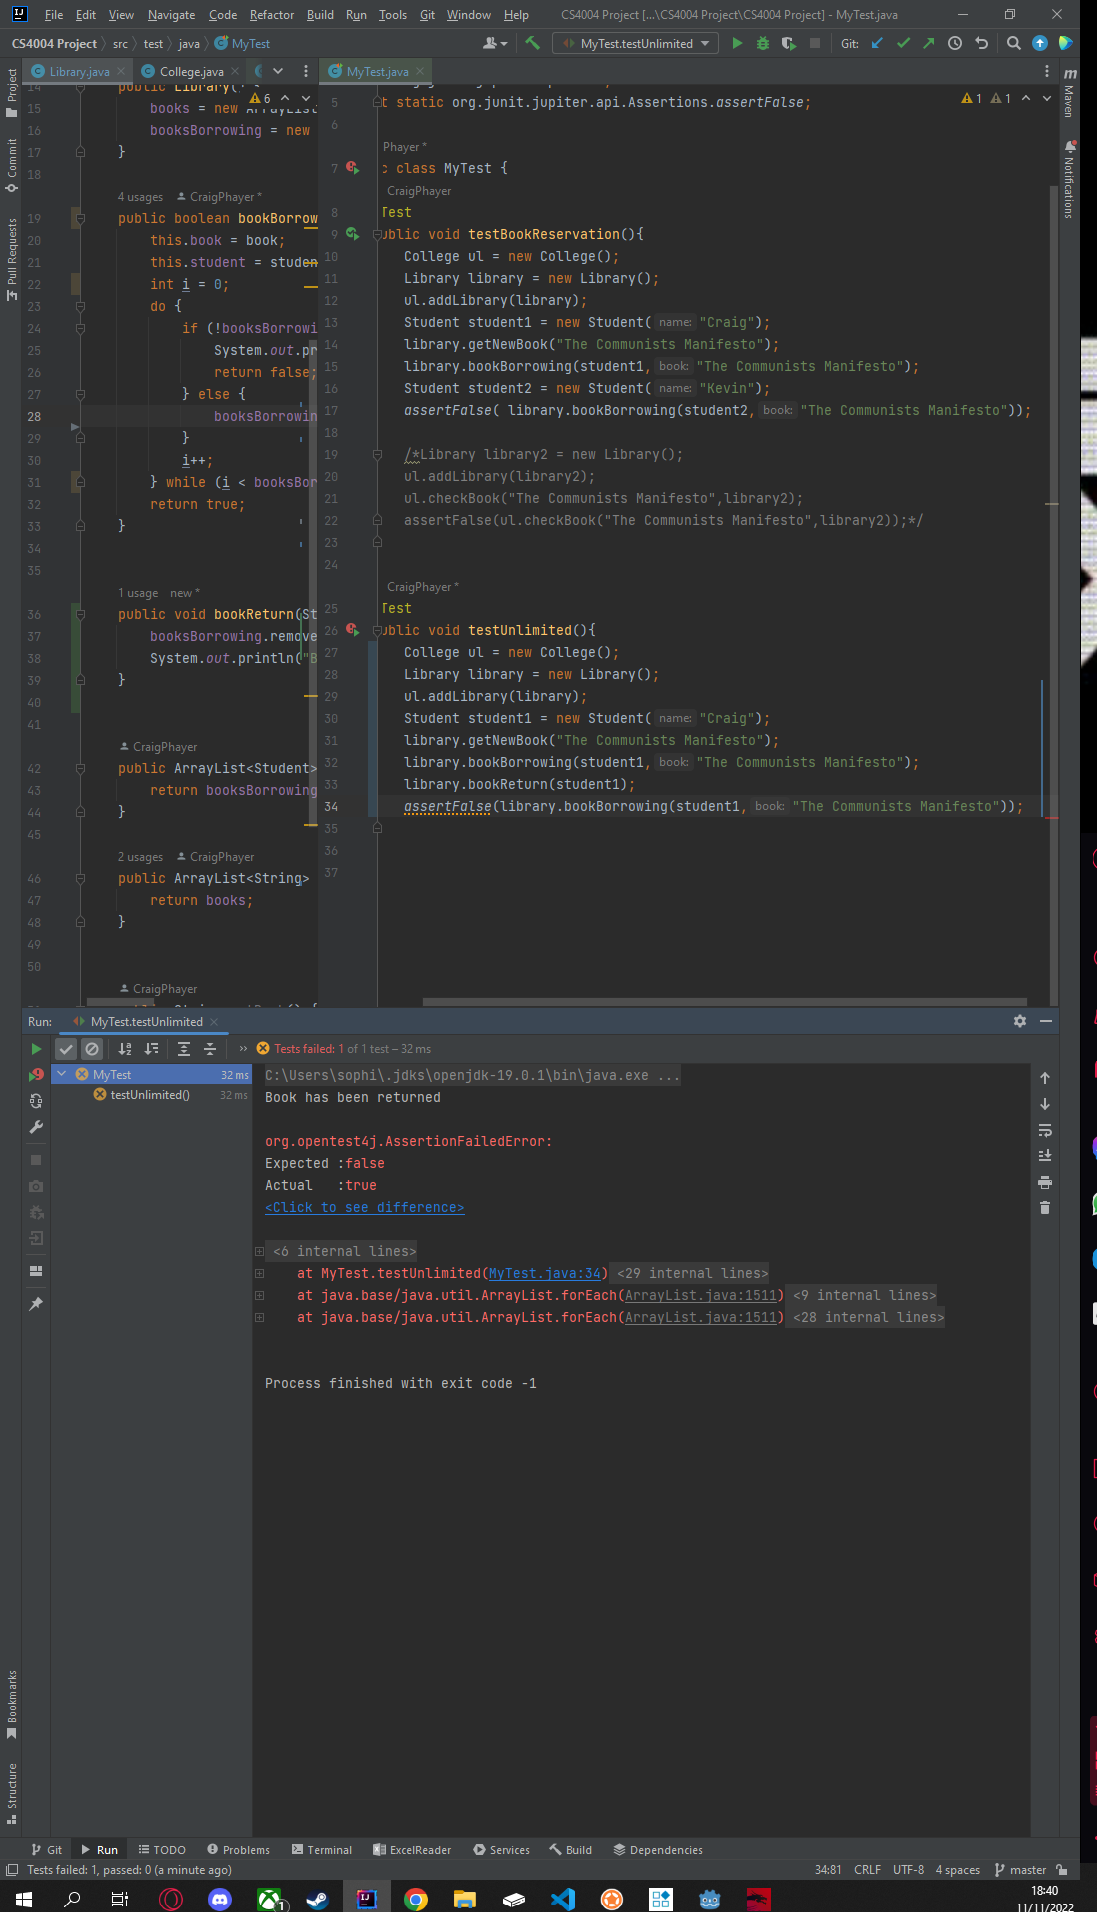 File Edit View Navigate Code Refactor Build Run Tools Git Window Help CS4004 Project [...\CS4004 Project\CS4004 Project] - MyTest.java
CS4004 Project src test java MyTest MyTest.testUnlimited Git:
Library.java College.java MyTest.java
Project
Commit
Pull Requests
Maven
Notifications
6
14 public Library() {
15 books = new ArrayList
16 booksBorrowing = new
17 }
18
4 usages CraigPhayer *
19 public boolean bookBorrow
20 this.book = book;
21 this.student = studen
22 int i = 0;
23 do {
24 if (!booksBorrowi
25 System.out.pr
26 return false;
27 } else {
28 booksBorrowin
29 }
30 i++;
31 } while (i < booksBor
32 return true;
33 }
34
35
1 usage new *
36 public void bookReturn(St
37 booksBorrowing.remove
38 System.out.println("B
39 }
40
41
CraigPhayer
42 public ArrayList<Student>
43 return booksBorrowing
44 }
45
2 usages CraigPhayer
46 public ArrayList<String>
47 return books;
48 }
49
50
CraigPhayer
1 1
5 t static org.junit.jupiter.api.Assertions.assertFalse;
6
Phayer *
7 c class MyTest {
CraigPhayer
8 Test
9 ublic void testBookReservation(){
10 College ul = new College();
11 Library library = new Library();
12 ul.addLibrary(library);
13 Student student1 = new Student( name: "Craig");
14 library.getNewBook("The Communists Manifesto");
15 library.bookBorrowing(student1, book: "The Communists Manifesto");
16 Student student2 = new Student( name: "Kevin");
17 assertFalse( library.bookBorrowing(student2, book: "The Communists Manifesto"));
18
19 /*Library library2 = new Library();
20 ul.addLibrary(library2);
21 ul.checkBook("The Communists Manifesto",library2);
22 assertFalse(ul.checkBook("The Communists Manifesto",library2));*/
23
24
CraigPhayer *
25 Test
26 ublic void testUnlimited(){
27 College ul = new College();
28 Library library = new Library();
29 ul.addLibrary(library);
30 Student student1 = new Student( name: "Craig");
31 library.getNewBook("The Communists Manifesto");
32 library.bookBorrowing(student1, book: "The Communists Manifesto");
33 library.bookReturn(student1);
34 assertFalse(library.bookBorrowing(student1, book: "The Communists Manifesto"));
35
36
37
Run: MyTest.testUnlimited
Tests failed: 1 of 1 test – 32 ms
MyTest 32 ms
testUnlimited() 32 ms
C:\Users\sophi\.jdks\openjdk-19.0.1\bin\java.exe ...
Book has been returned
org.opentest4j.AssertionFailedError:
Expected :false
Actual :true
<Click to see difference>
<6 internal lines>
at MyTest.testUnlimited(MyTest.java:34) <29 internal lines>
at java.base/java.util.ArrayList.forEach(ArrayList.java:1511) <9 internal lines>
at java.base/java.util.ArrayList.forEach(ArrayList.java:1511) <28 internal lines>
Process finished with exit code -1
Bookmarks
Structure
Git Run TODO Problems Terminal ExcelReader Services Build Dependencies
Tests failed: 1, passed: 0 (a minute ago) 34:81 CRLF UTF-8 4 spaces master
18:40
11/11/2022